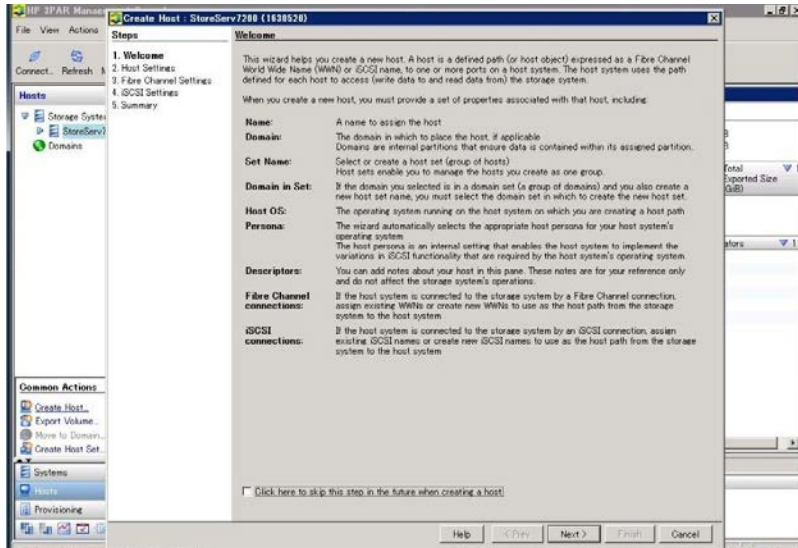 HP 3PAR Manag
File View Actions
Connect.. Refresh
Hosts
Storage Syste
StoreServ7
Domains
Common Actions
Create Host...
Export Volume...
Move to Domain...
Create Host Set...
Systems
Hosts
Provisioning
Create Host : StoreServ7200 (1630520)
Steps
1. Welcome
2. Host Settings
3. Fibre Channel Settings
4. iSCSI Settings
5. Summary
Welcome
This wizard helps you create a new host. A host is a defined path (or host object) expressed as a Fibre Channel
World Wide Name (WWN) or iSCSI name, to one or more ports on a host system. The host system uses the path
defined for each host to access (write data to and read data from) the storage system.
When you create a new host, you must provide a set of properties associated with that host, including:
Name: A name to assign the host
Domain: The domain in which to place the host, if applicable
Domains are internal partitions that ensure data is contained within its assigned partition.
Set Name: Select or create a host set (group of hosts)
Host sets enable you to manage the hosts you create as one group.
Domain in Set: If the domain you selected is in a domain set (a group of domains) and you also create a
new host set name, you must select the domain set in which to create the new host set.
Host OS: The operating system running on the host system on which you are creating a host path
Persona: The wizard automatically selects the appropriate host persona for your host system's
operating system
The host persona is an internal setting that enables the host system to implement the
variations in iSCSI functionality that are required by the host system's operating system.
Descriptors: You can add notes about your host in this pane. These notes are for your reference only
and do not affect the storage system's operations.
Fibre Channel connections: If the host system is connected to the storage system by a Fibre Channel connection,
assign existing WWNs or create new WWNs to use as the host path from the storage
system to the host system
iSCSI connections: If the host system is connected to the storage system by an iSCSI connection, assign
existing iSCSI names or create new iSCSI names to use as the host path from the storage
system to the host system
Click here to skip this step in the future when creating a host
Help
< Prev
Next >
Finish
Cancel
Total
Exported Size
(GiB)
ators